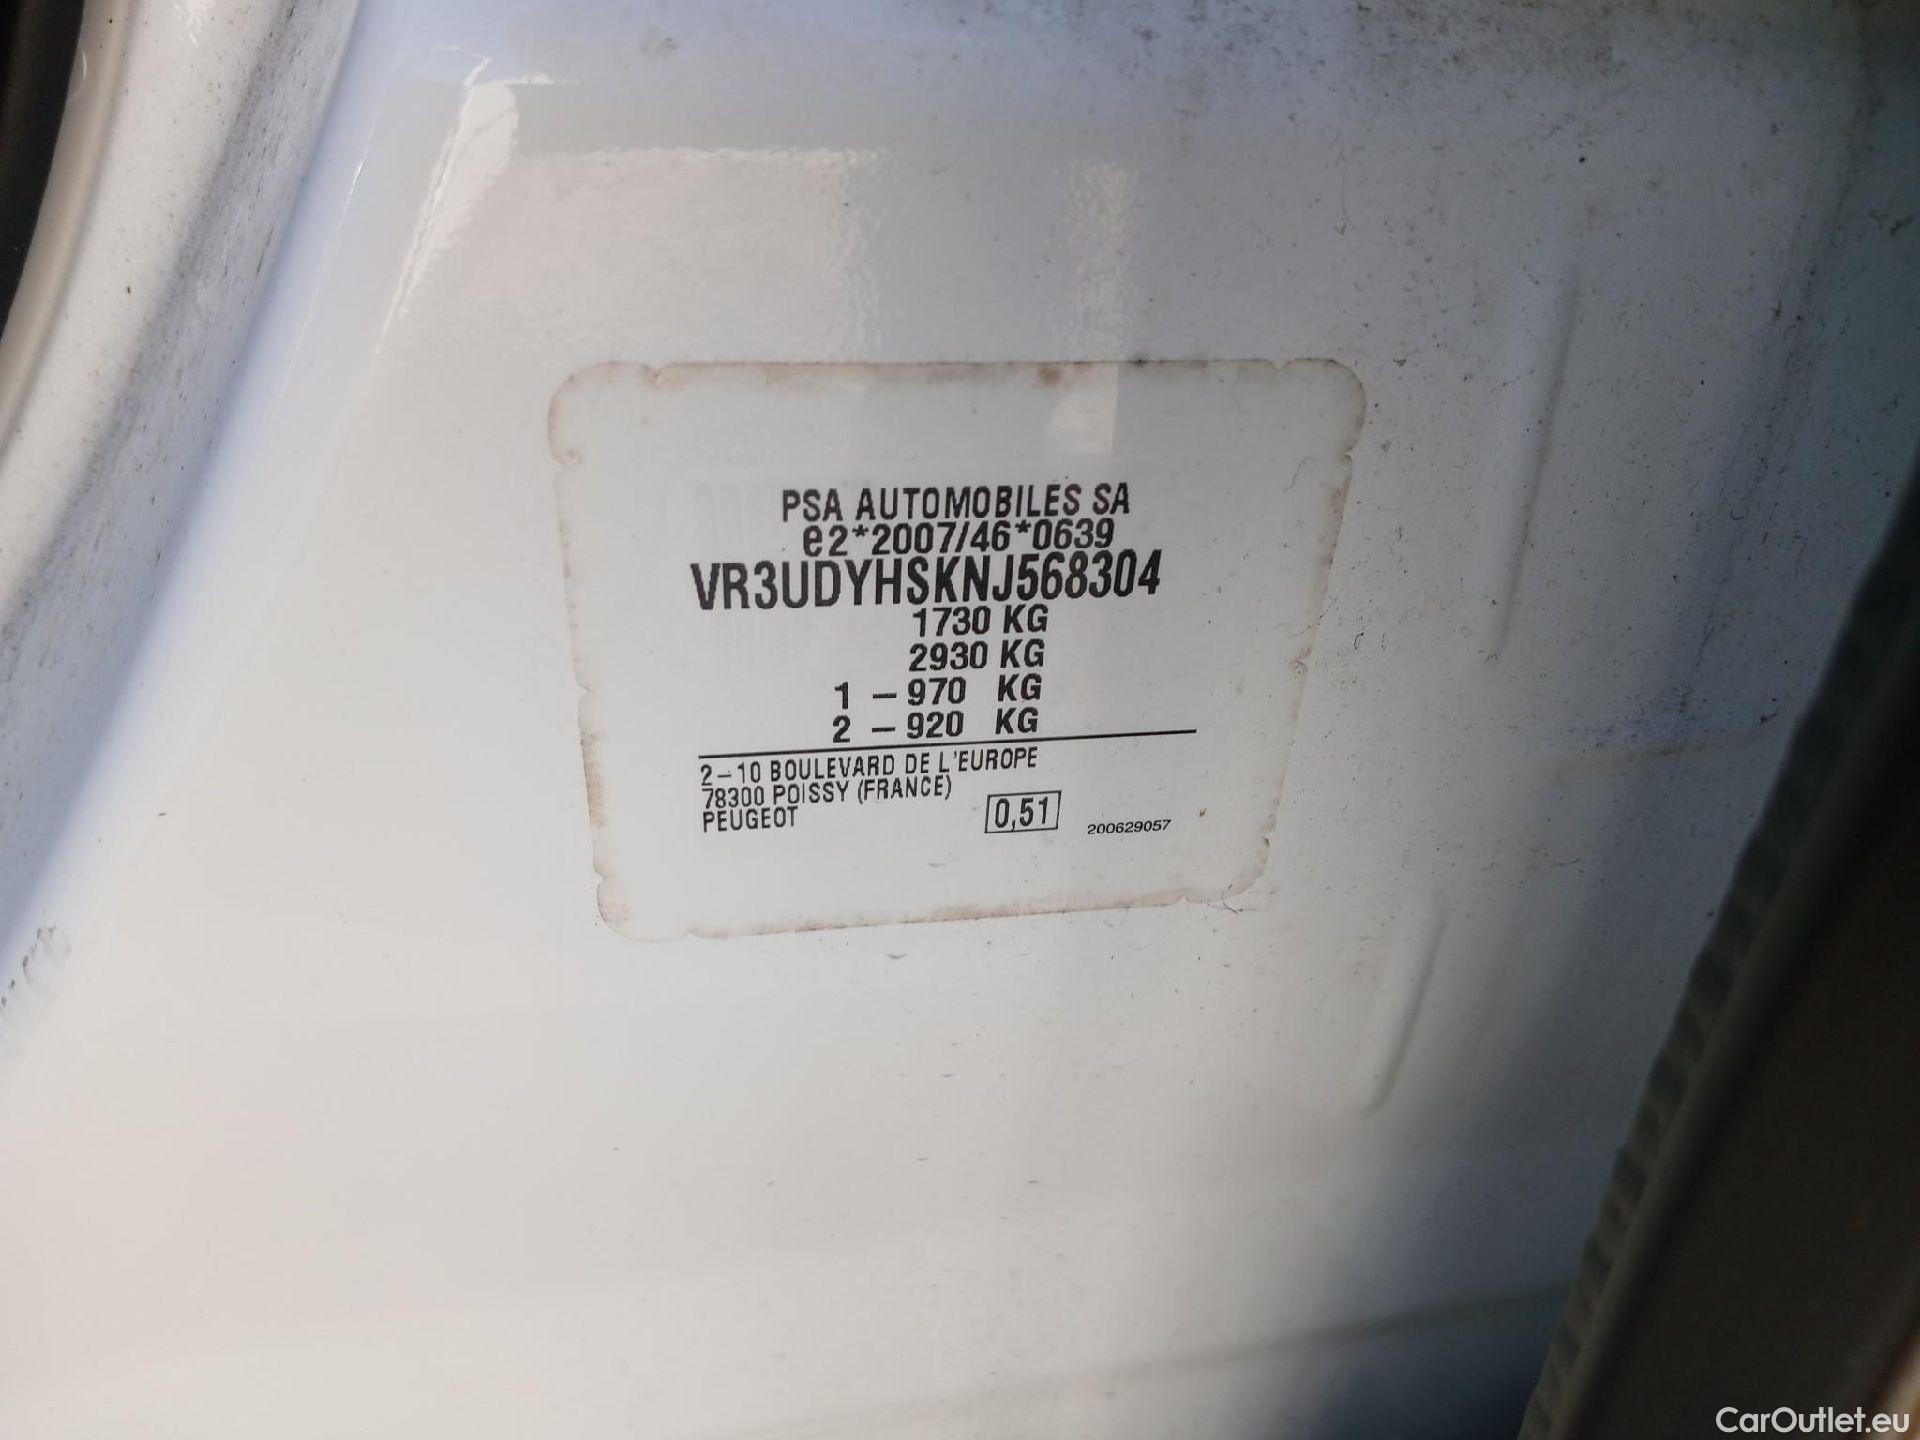 PSA AUTOMOBILES SA
e2*2007/46*0639
VR3UDYHSKNJ568304
1730 KG
2930 KG
1 – 970 KG
2 – 920 KG
2–10 BOULEVARD DE L'EUROPE
78300 POISSY (FRANCE)
PEUGEOT
0,51
200629057
CarOutlet.eu